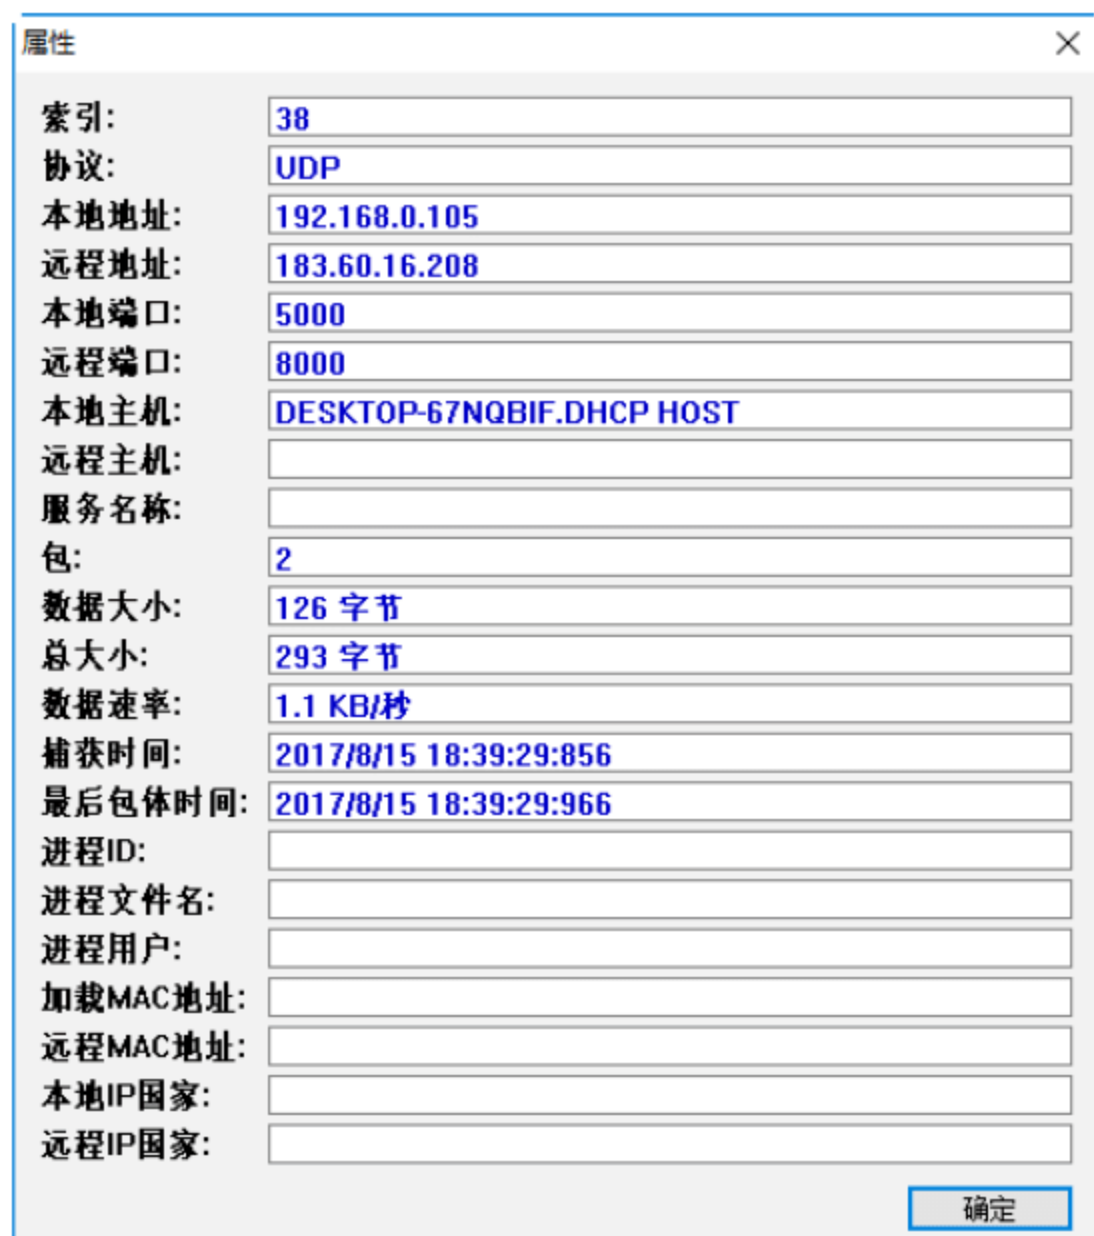 属性
索引: 38
协议: UDP
本地地址: 192.168.0.105
远程地址: 183.60.16.208
本地端口: 5000
远程端口: 8000
本地主机: DESKTOP-67NQBIF.DHCP HOST
远程主机:
服务名称:
包: 2
数据大小: 126 字节
总大小: 293 字节
数据速率: 1.1 KB/秒
捕获时间: 2017/8/15 18:39:29:856
最后包体时间: 2017/8/15 18:39:29:966
进程ID:
进程文件名:
进程用户:
加载MAC地址:
远程MAC地址:
本地IP国家:
远程IP国家:
确定